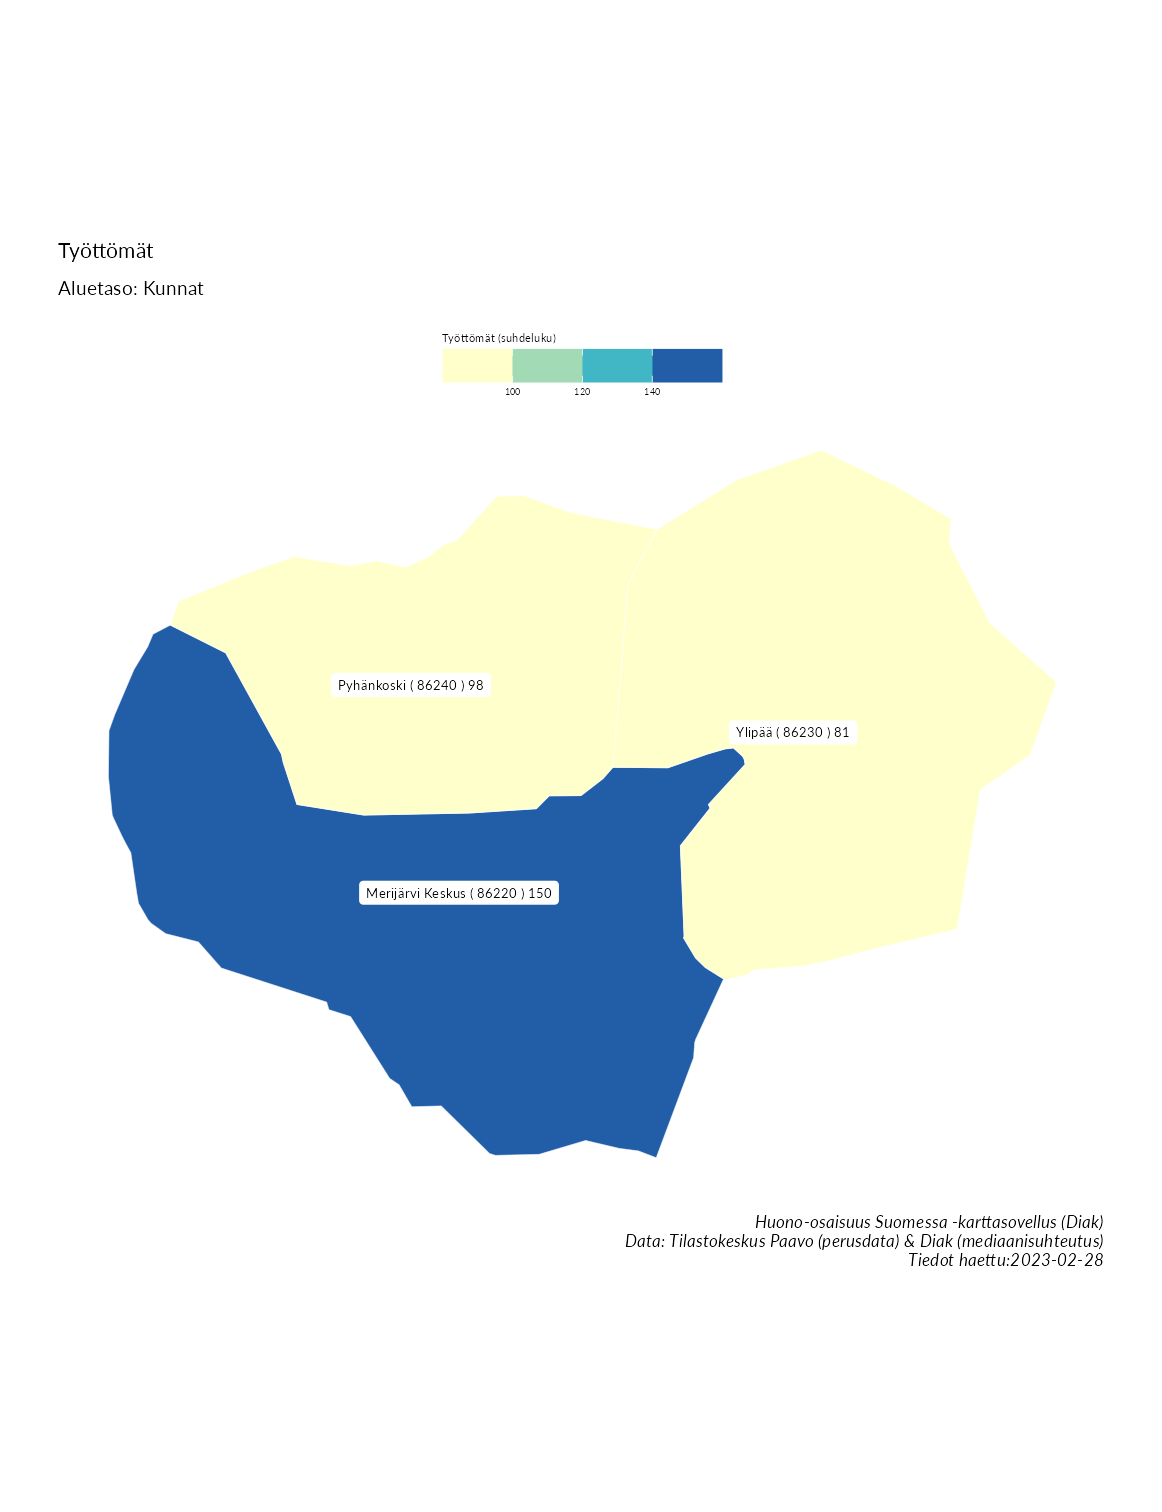 Työttömät
Aluetaso: Kunnat
Työttömät (suhdeluku)
100 120 140
Pyhänkoski ( 86240 ) 98
Ylipää ( 86230 ) 81
Merijärvi Keskus ( 86220 ) 150
Huono-osaisuus Suomessa -karttasovellus (Diak)
Data: Tilastokeskus Paavo (perusdata) & Diak (mediaanisuhteutus)
Tiedot haettu:2023-02-28